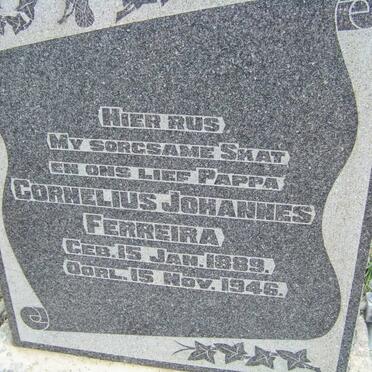 HIER RUS
MY SORGSAME SKAT
EN ONS LIEF PAPPA
CORNELIUS JOHANNES
FERREIRA
GEB. 15 JAN. 1889.
OORL. 15 NOV. 1946.